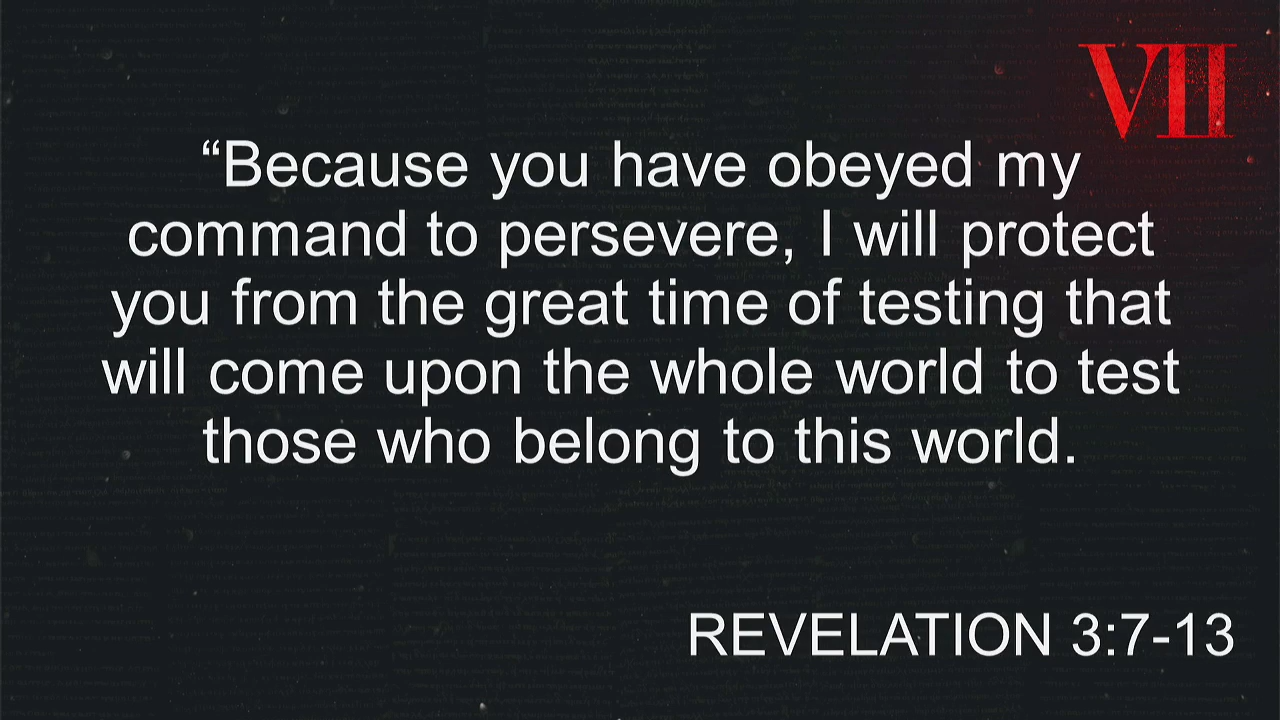 VII
“Because you have obeyed my
command to persevere, I will protect
you from the great time of testing that
will come upon the whole world to test
those who belong to this world.
REVELATION 3:7-13